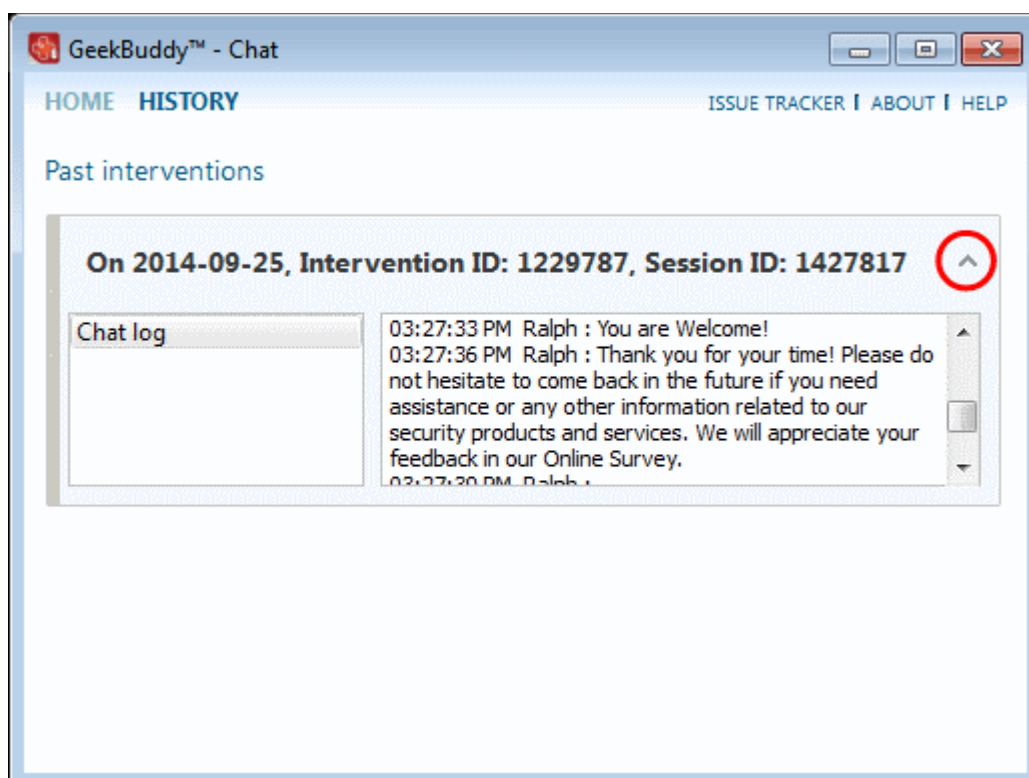 GeekBuddy™ - Chat
HOME HISTORY
ISSUE TRACKER | ABOUT | HELP
Past interventions
On 2014-09-25, Intervention ID: 1229787, Session ID: 1427817
Chat log
03:27:33 PM Ralph : You are Welcome!
03:27:36 PM Ralph : Thank you for your time! Please do
not hesitate to come back in the future if you need
assistance or any other information related to our
security products and services. We will appreciate your
feedback in our Online Survey.
PM Ralph :